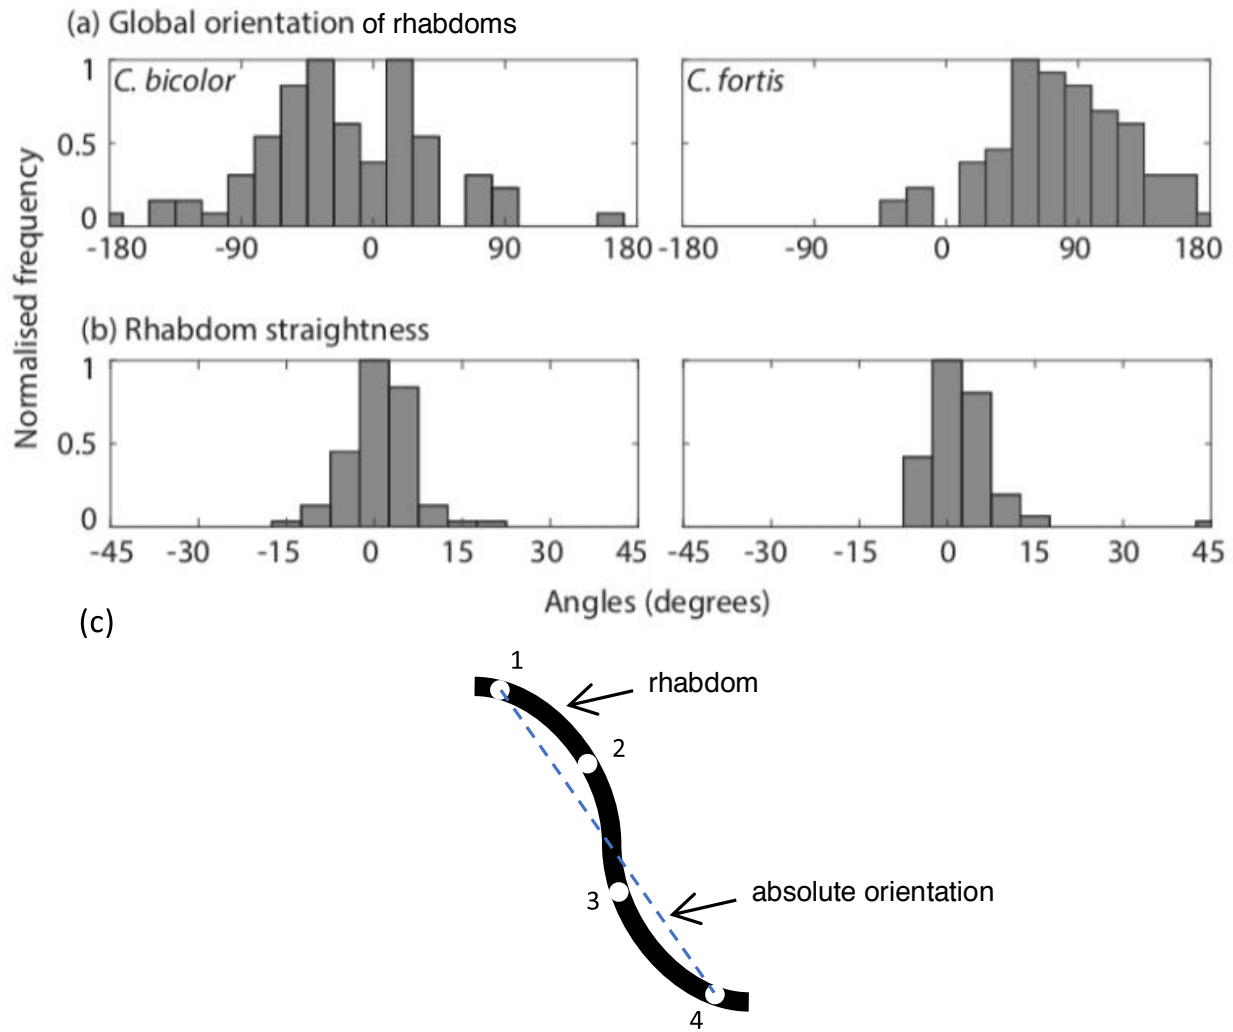 (a) Global orientation of rhabdoms
C. bicolor
C. fortis
1
0.5
0
-180 -90 0 90 180 -180 -90 0 90 180
Normalised frequency
(b) Rhabdom straightness
1
0.5
0
-45 -30 -15 0 15 30 45 -45 -30 -15 0 15 30 45
Angles (degrees)
(c)
1
rhabdom
2
3
absolute orientation
4